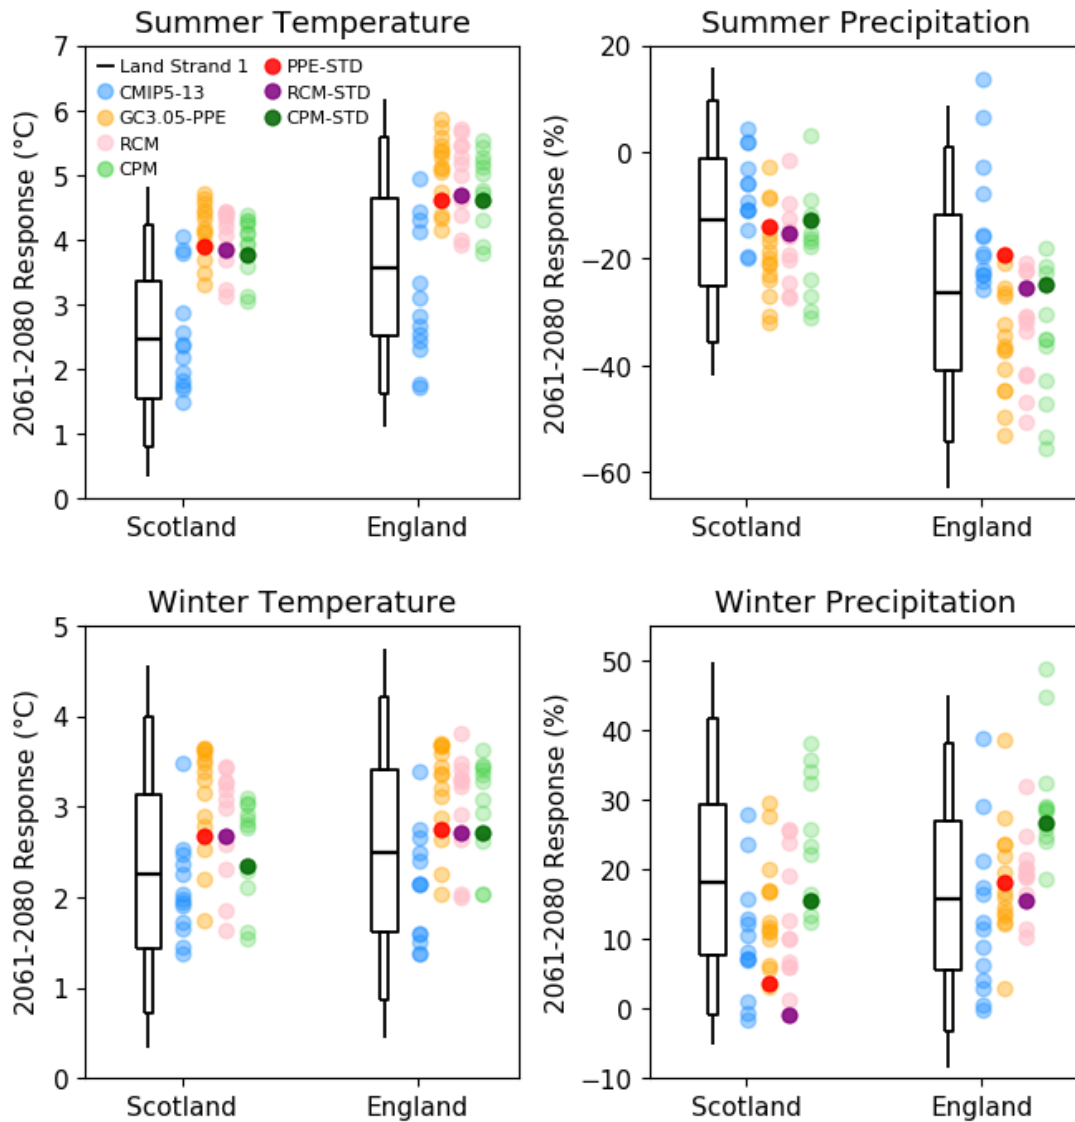 Summer Temperature
7
6
5
4
3
2
1
0
2061-2080 Response (°C)
Land Strand 1
CMIP5-13
GC3.05-PPE
RCM
CPM
PPE-STD
RCM-STD
CPM-STD
Scotland England
Summer Precipitation
20
0
−20
−40
−60
2061-2080 Response (%)
Scotland England
Winter Temperature
5
4
3
2
1
0
2061-2080 Response (°C)
Scotland England
Winter Precipitation
50
40
30
20
10
0
−10
2061-2080 Response (%)
Scotland England